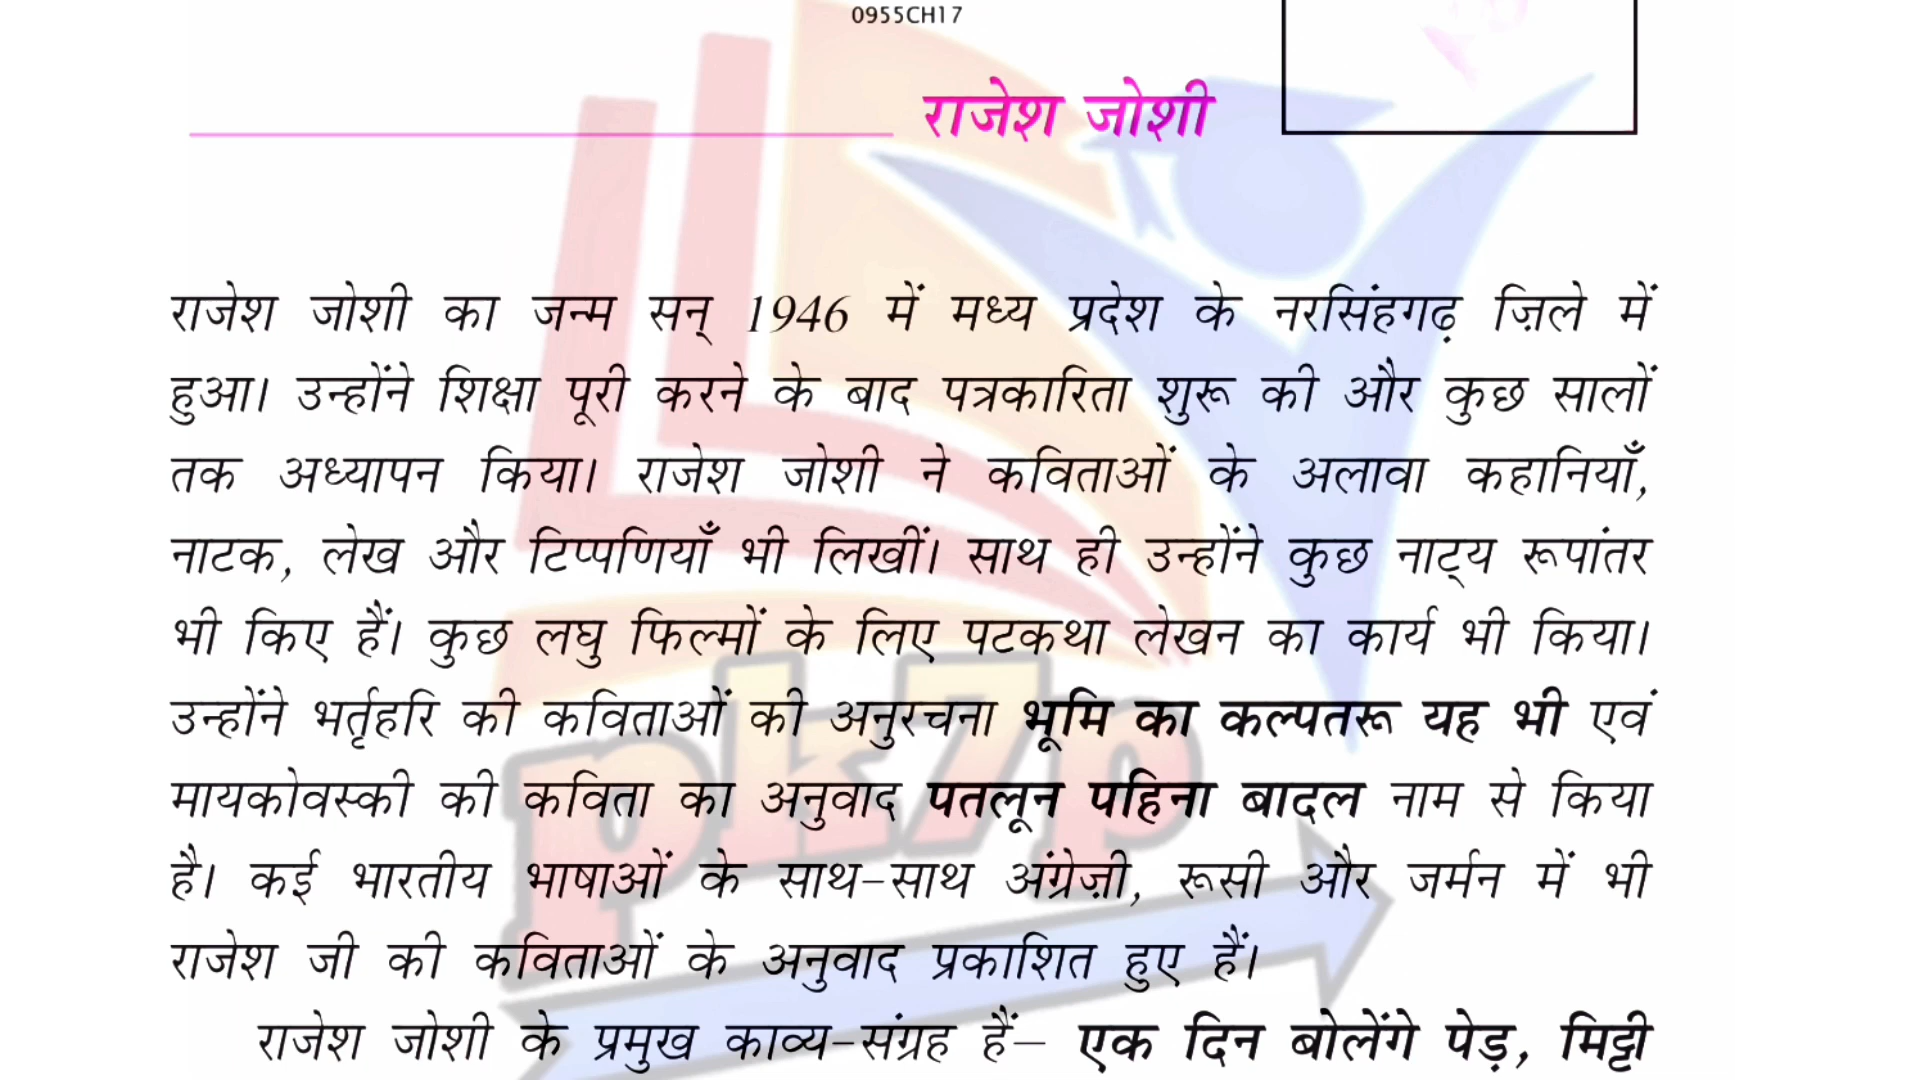 0955CH17
राजेश जोशी
राजेश जोशी का जन्म सन् 1946 में मध्य प्रदेश के नरसिंहगढ़ ज़िले में
हुआ। उन्होंने शिक्षा पूरी करने के बाद पत्रकारिता शुरू की और कुछ सालों
तक अध्यापन किया। राजेश जोशी ने कविताओं के अलावा कहानियाँ,
नाटक, लेख और टिप्पणियाँ भी लिखीं। साथ ही उन्होंने कुछ नाट्य रूपांतर
भी किए हैं। कुछ लघु फिल्मों के लिए पटकथा लेखन का कार्य भी किया।
उन्होंने भर्तृहरि की कविताओं की अनुरचना भूमि का कल्पतरू यह भी एवं
मायकोवस्की की कविता का अनुवाद पतलून पहिना बादल नाम से किया
है। कई भारतीय भाषाओं के साथ-साथ अंग्रेज़ी, रूसी और जर्मन में भी
राजेश जी की कविताओं के अनुवाद प्रकाशित हुए हैं।
राजेश जोशी के प्रमुख काव्य-संग्रह हैं– एक दिन बोलेंगे पेड़, मिट्टी
pk7p